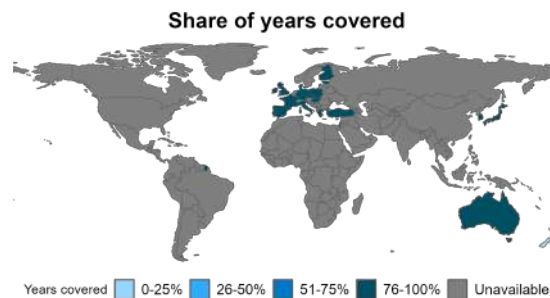 Share of years covered
Years covered 0-25% 26-50% 51-75% 76-100% Unavailable